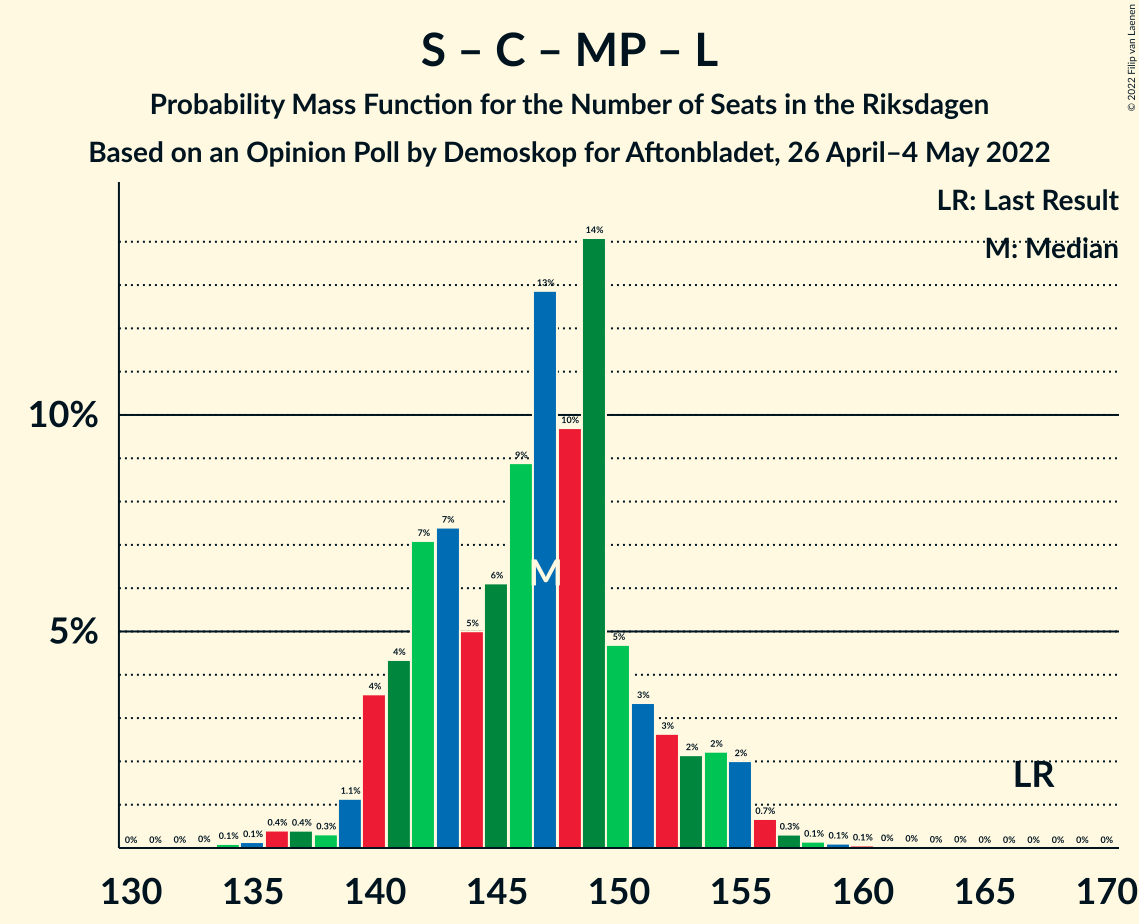 S – C – MP – L
Probability Mass Function for the Number of Seats in the Riksdagen
Based on an Opinion Poll by Demoskop for Aftonbladet, 26 April–4 May 2022
© 2022 Filip van Laenen
LR: Last Result
M: Median
10%
5%
0% 0% 0% 0% 0.1% 0.1% 0.4% 0.4% 0.3% 1.1% 4% 4% 7% 7% 5% 6% 9% 13% 10% 14% 5% 3% 3% 2% 2% 2% 0.7% 0.3% 0.1% 0.1% 0.1% 0% 0% 0% 0% 0% 0% 0% 0% 0% 0%
M
LR
130 135 140 145 150 155 160 165 170